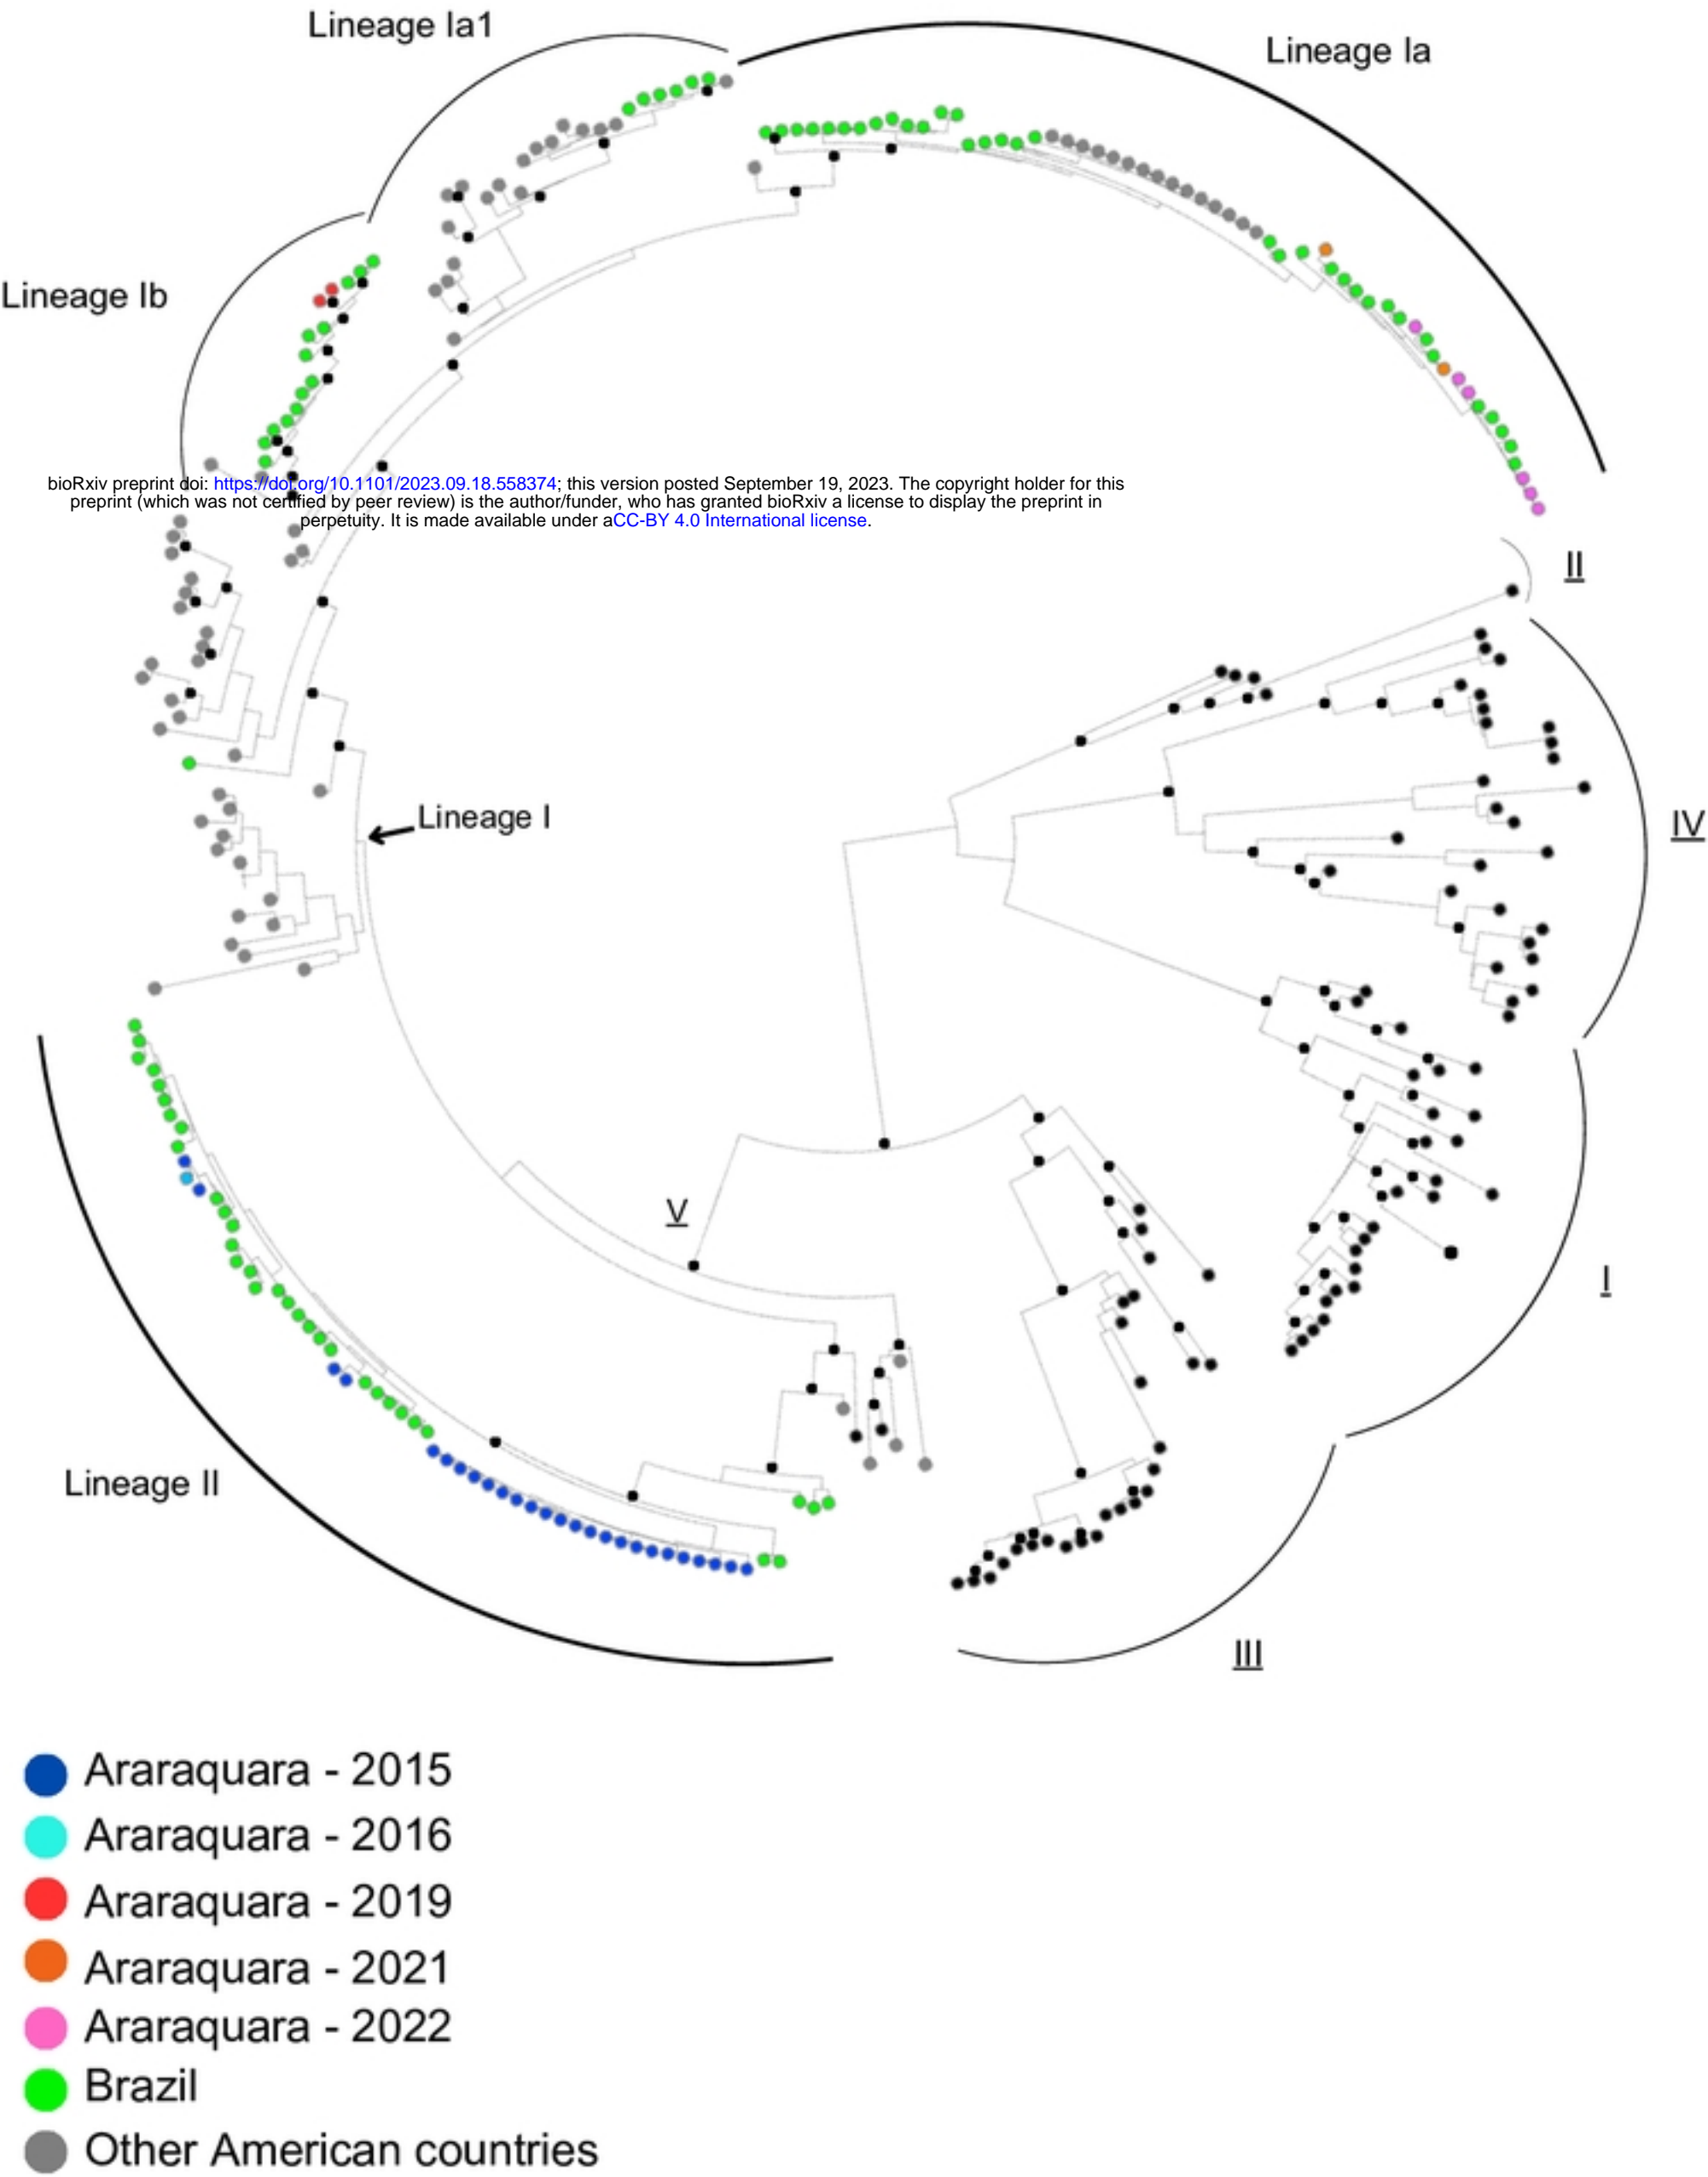 Lineage Ia1
Lineage Ia
Lineage Ib
bioRxiv preprint doi: https://doi.org/10.1101/2023.09.18.558374; this version posted September 19, 2023. The copyright holder for this
preprint (which was not certified by peer review) is the author/funder, who has granted bioRxiv a license to display the preprint in
perpetuity. It is made available under aCC-BY 4.0 International license.
II
Lineage I
IV
V
I
Lineage II
III
Araraquara - 2015
Araraquara - 2016
Araraquara - 2019
Araraquara - 2021
Araraquara - 2022
Brazil
Other American countries